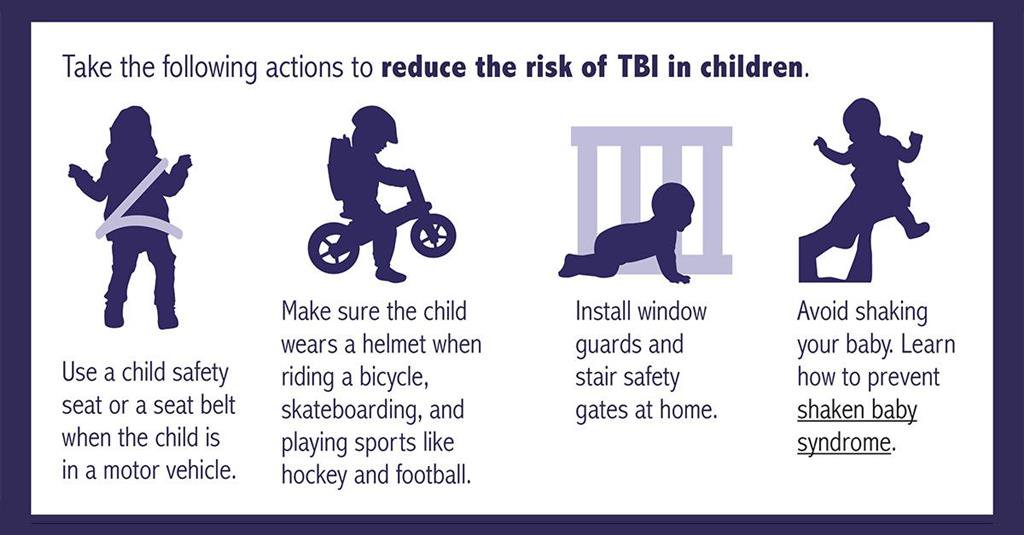 Take the following actions to reduce the risk of TBI in children.
Use a child safety
seat or a seat belt
when the child is
in a motor vehicle.
Make sure the child
wears a helmet when
riding a bicycle,
skateboarding, and
playing sports like
hockey and football.
Install window
guards and
stair safety
gates at home.
Avoid shaking
your baby. Learn
how to prevent
shaken baby
syndrome.